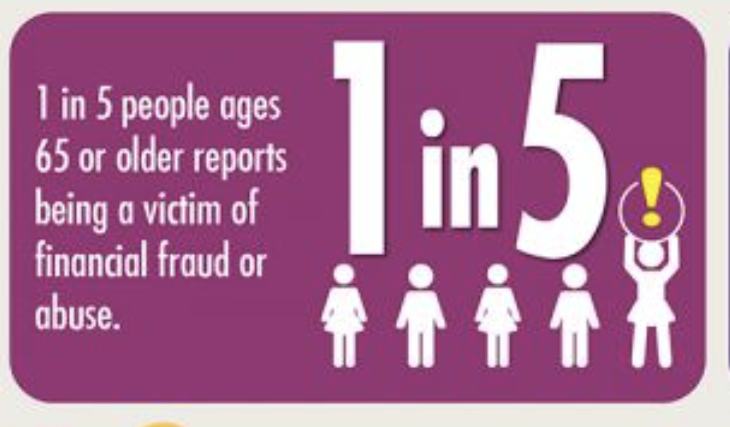 1 in 5 people ages
65 or older reports
being a victim of
financial fraud or
abuse.
1 in 5
!